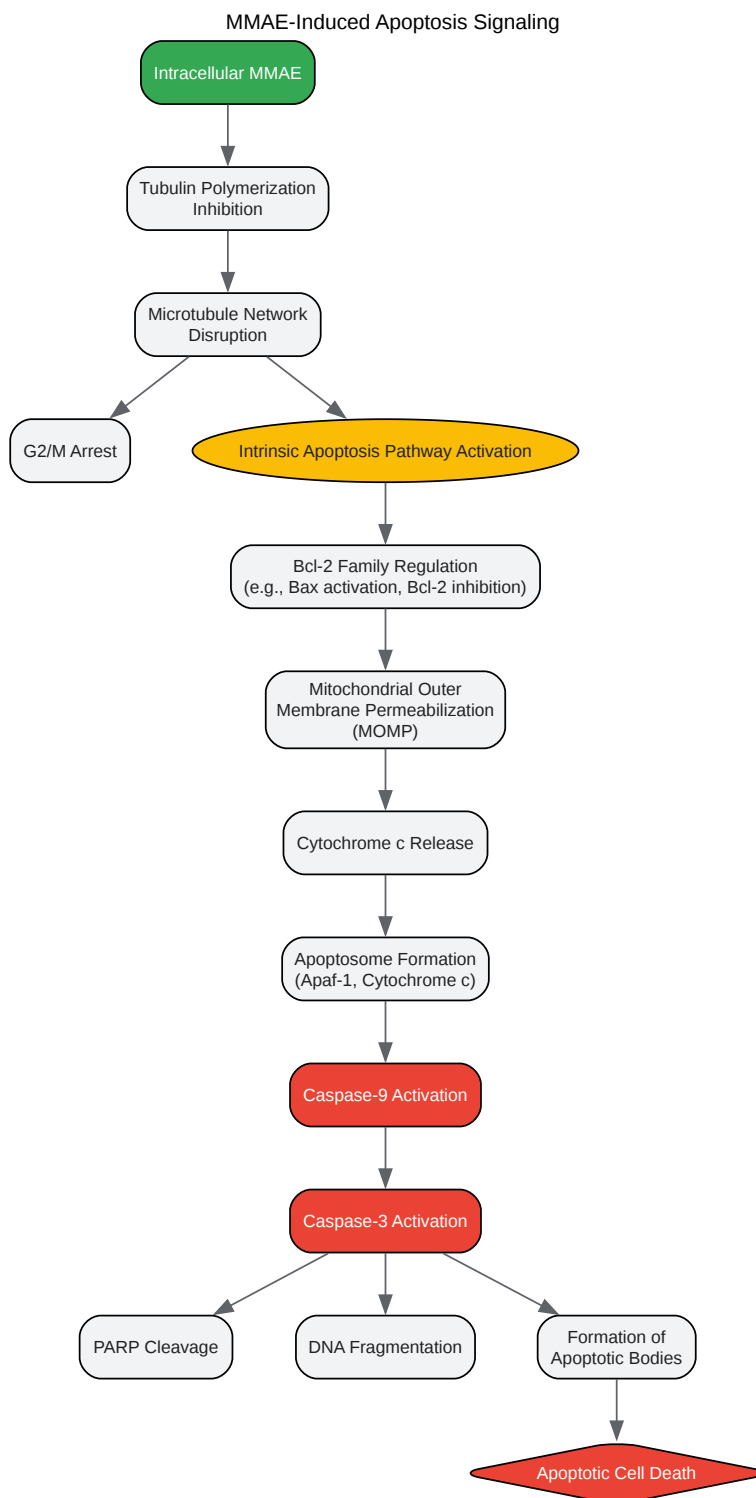 MMAE-Induced Apoptosis Signaling
Intracellular MMAE
Tubulin Polymerization
Inhibition
Microtubule Network
Disruption
G2/M Arrest
Intrinsic Apoptosis Pathway Activation
Bcl-2 Family Regulation
(e.g., Bax activation, Bcl-2 inhibition)
Mitochondrial Outer
Membrane Permeabilization
(MOMP)
Cytochrome c Release
Apoptosome Formation
(Apaf-1, Cytochrome c)
Caspase-9 Activation
Caspase-3 Activation
PARP Cleavage
DNA Fragmentation
Formation of
Apoptotic Bodies
Apoptotic Cell Death